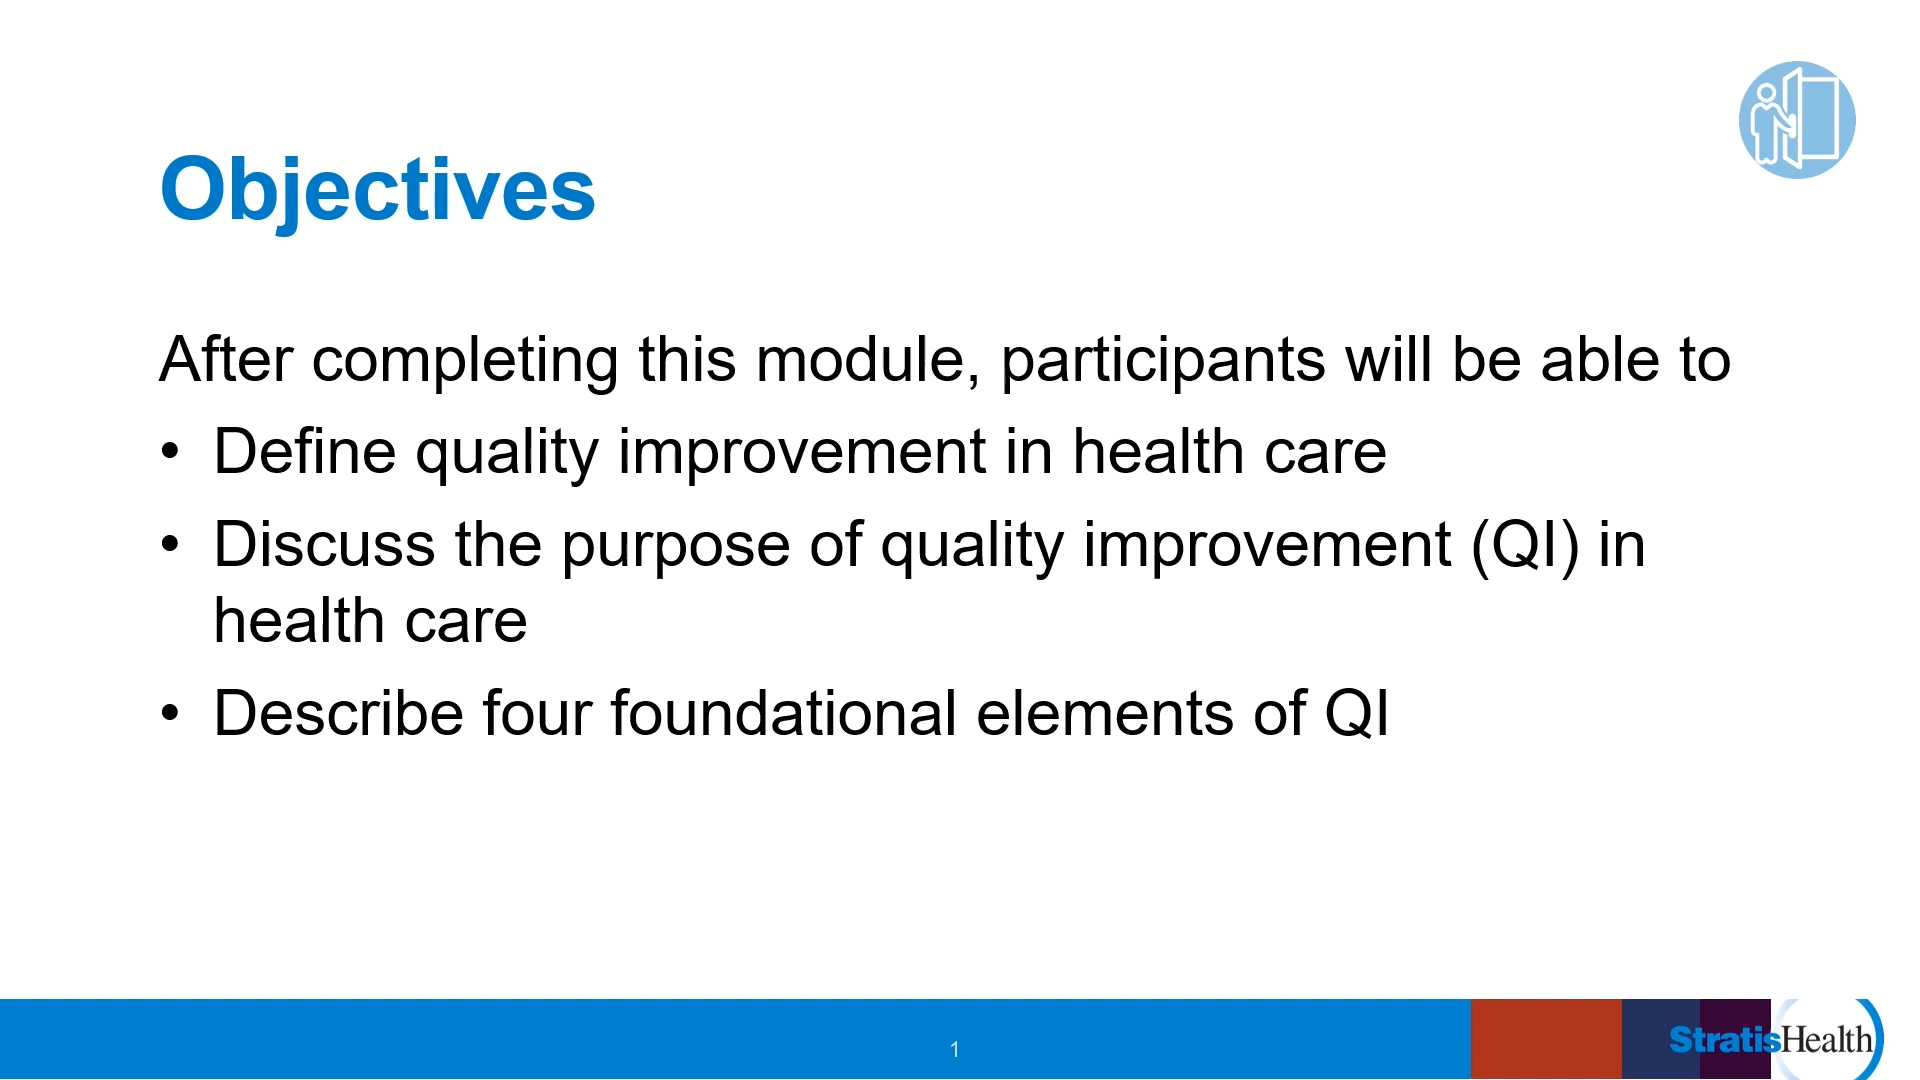 Objectives
After completing this module, participants will be able to
• Define quality improvement in health care
• Discuss the purpose of quality improvement (QI) in
health care
• Describe four foundational elements of QI
1
StratisHealth